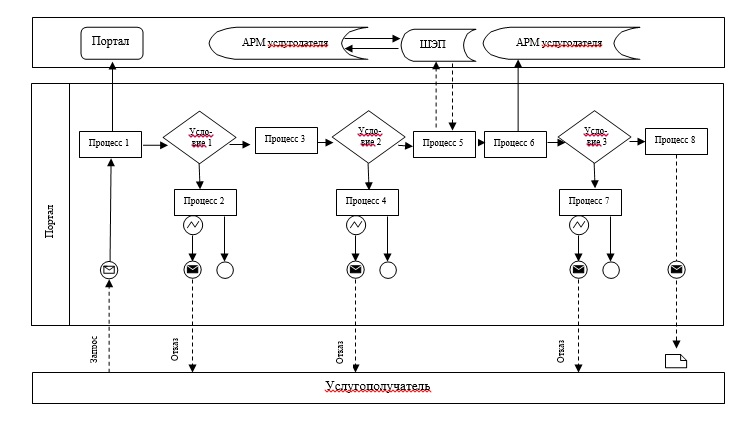 Портал
АРМ услугодателя
ШЭП
АРМ услугодателя
Портал
Процесс 1
Усло-
вие 1
Процесс 3
Усло-
вие 2
Процесс 5
Процесс 6
Усло-
вие 3
Процесс 8
Процесс 2
Процесс 4
Процесс 7
Запрос
Отказ
Отказ
Отказ
Услугополучатель